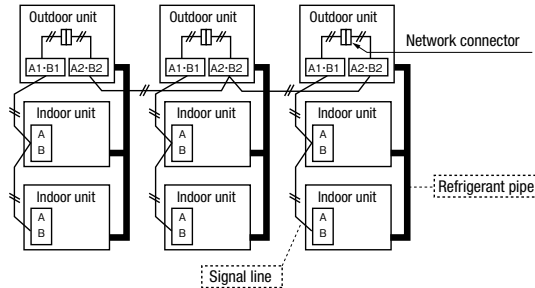 Outdoor unit
Outdoor unit
Outdoor unit
Network connector
A1·B1 A2·B2
A1·B1 A2·B2
A1·B1 A2·B2
Indoor unit
Indoor unit
Indoor unit
A
B
A
B
A
B
Indoor unit
Indoor unit
Indoor unit
Refrigerant pipe
A
B
A
B
A
B
Signal line